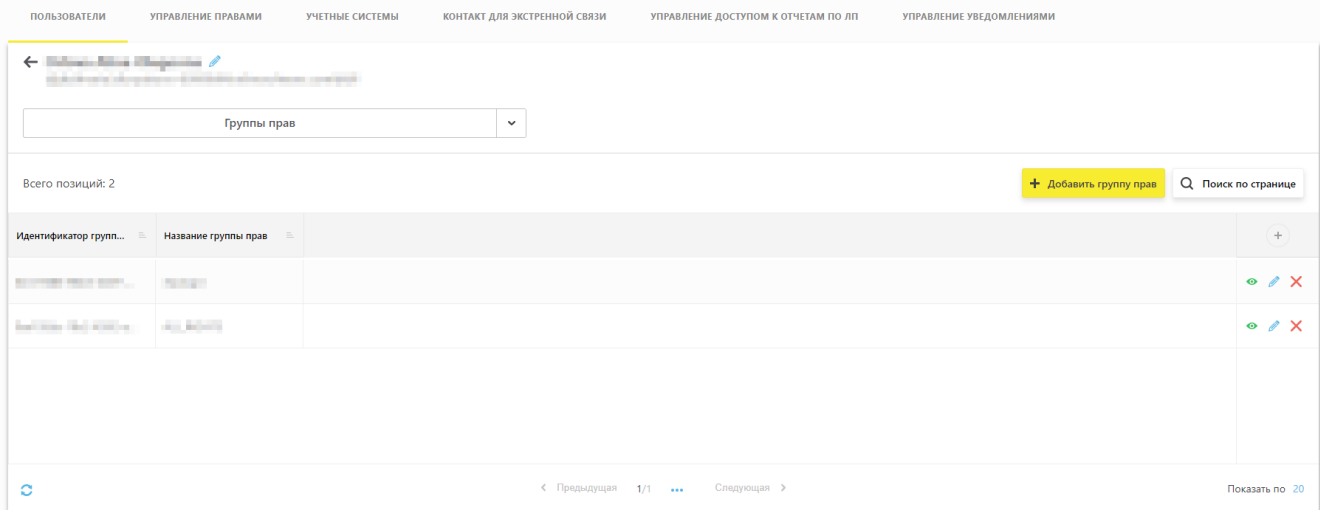 ПОЛЬЗОВАТЕЛИ УПРАВЛЕНИЕ ПРАВАМИ УЧЕТНЫЕ СИСТЕМЫ КОНТАКТ ДЛЯ ЭКСТРЕННОЙ СВЯЗИ УПРАВЛЕНИЕ ДОСТУПОМ К ОТЧЕТАМ ПО ЛП УПРАВЛЕНИЕ УВЕДОМЛЕНИЯМИ
Группы прав
Всего позиций: 2 + Добавить группу прав Поиск по странице
Идентификатор групп... Название группы прав
Предыдущая 1/1 ... Следующая Показать по 20